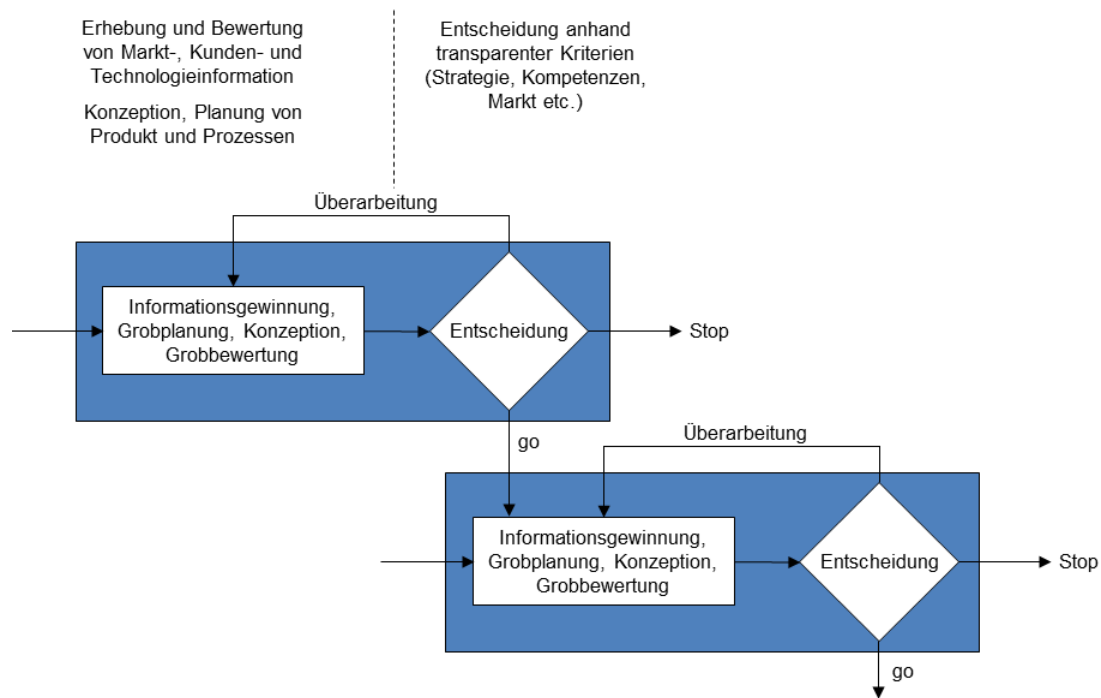 Erhebung und Bewertung
von Markt-, Kunden- und
Technologieinformation
Konzeption, Planung von
Produkt und Prozessen
Entscheidung anhand
transparenter Kriterien
(Strategie, Kompetenzen,
Markt etc.)
Überarbeitung
Informationsgewinnung,
Grobplanung, Konzeption,
Grobbewertung
Entscheidung
Stop
go
Überarbeitung
Informationsgewinnung,
Grobplanung, Konzeption,
Grobbewertung
Entscheidung
Stop
go